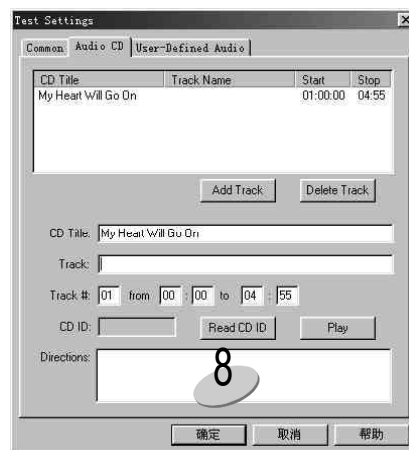 Test Settings
Common Audio CD User-Defined Audio
CD Title Track Name Start Stop
My Heart Will Go On 01:00:00 04:55
Add Track Delete Track
CD Title: My Heart Will Go On
Track:
Track #: 01 from 00 : 00 to 04 : 55
CD ID: Read CD ID Play
Directions:
8
确定 取消 帮助